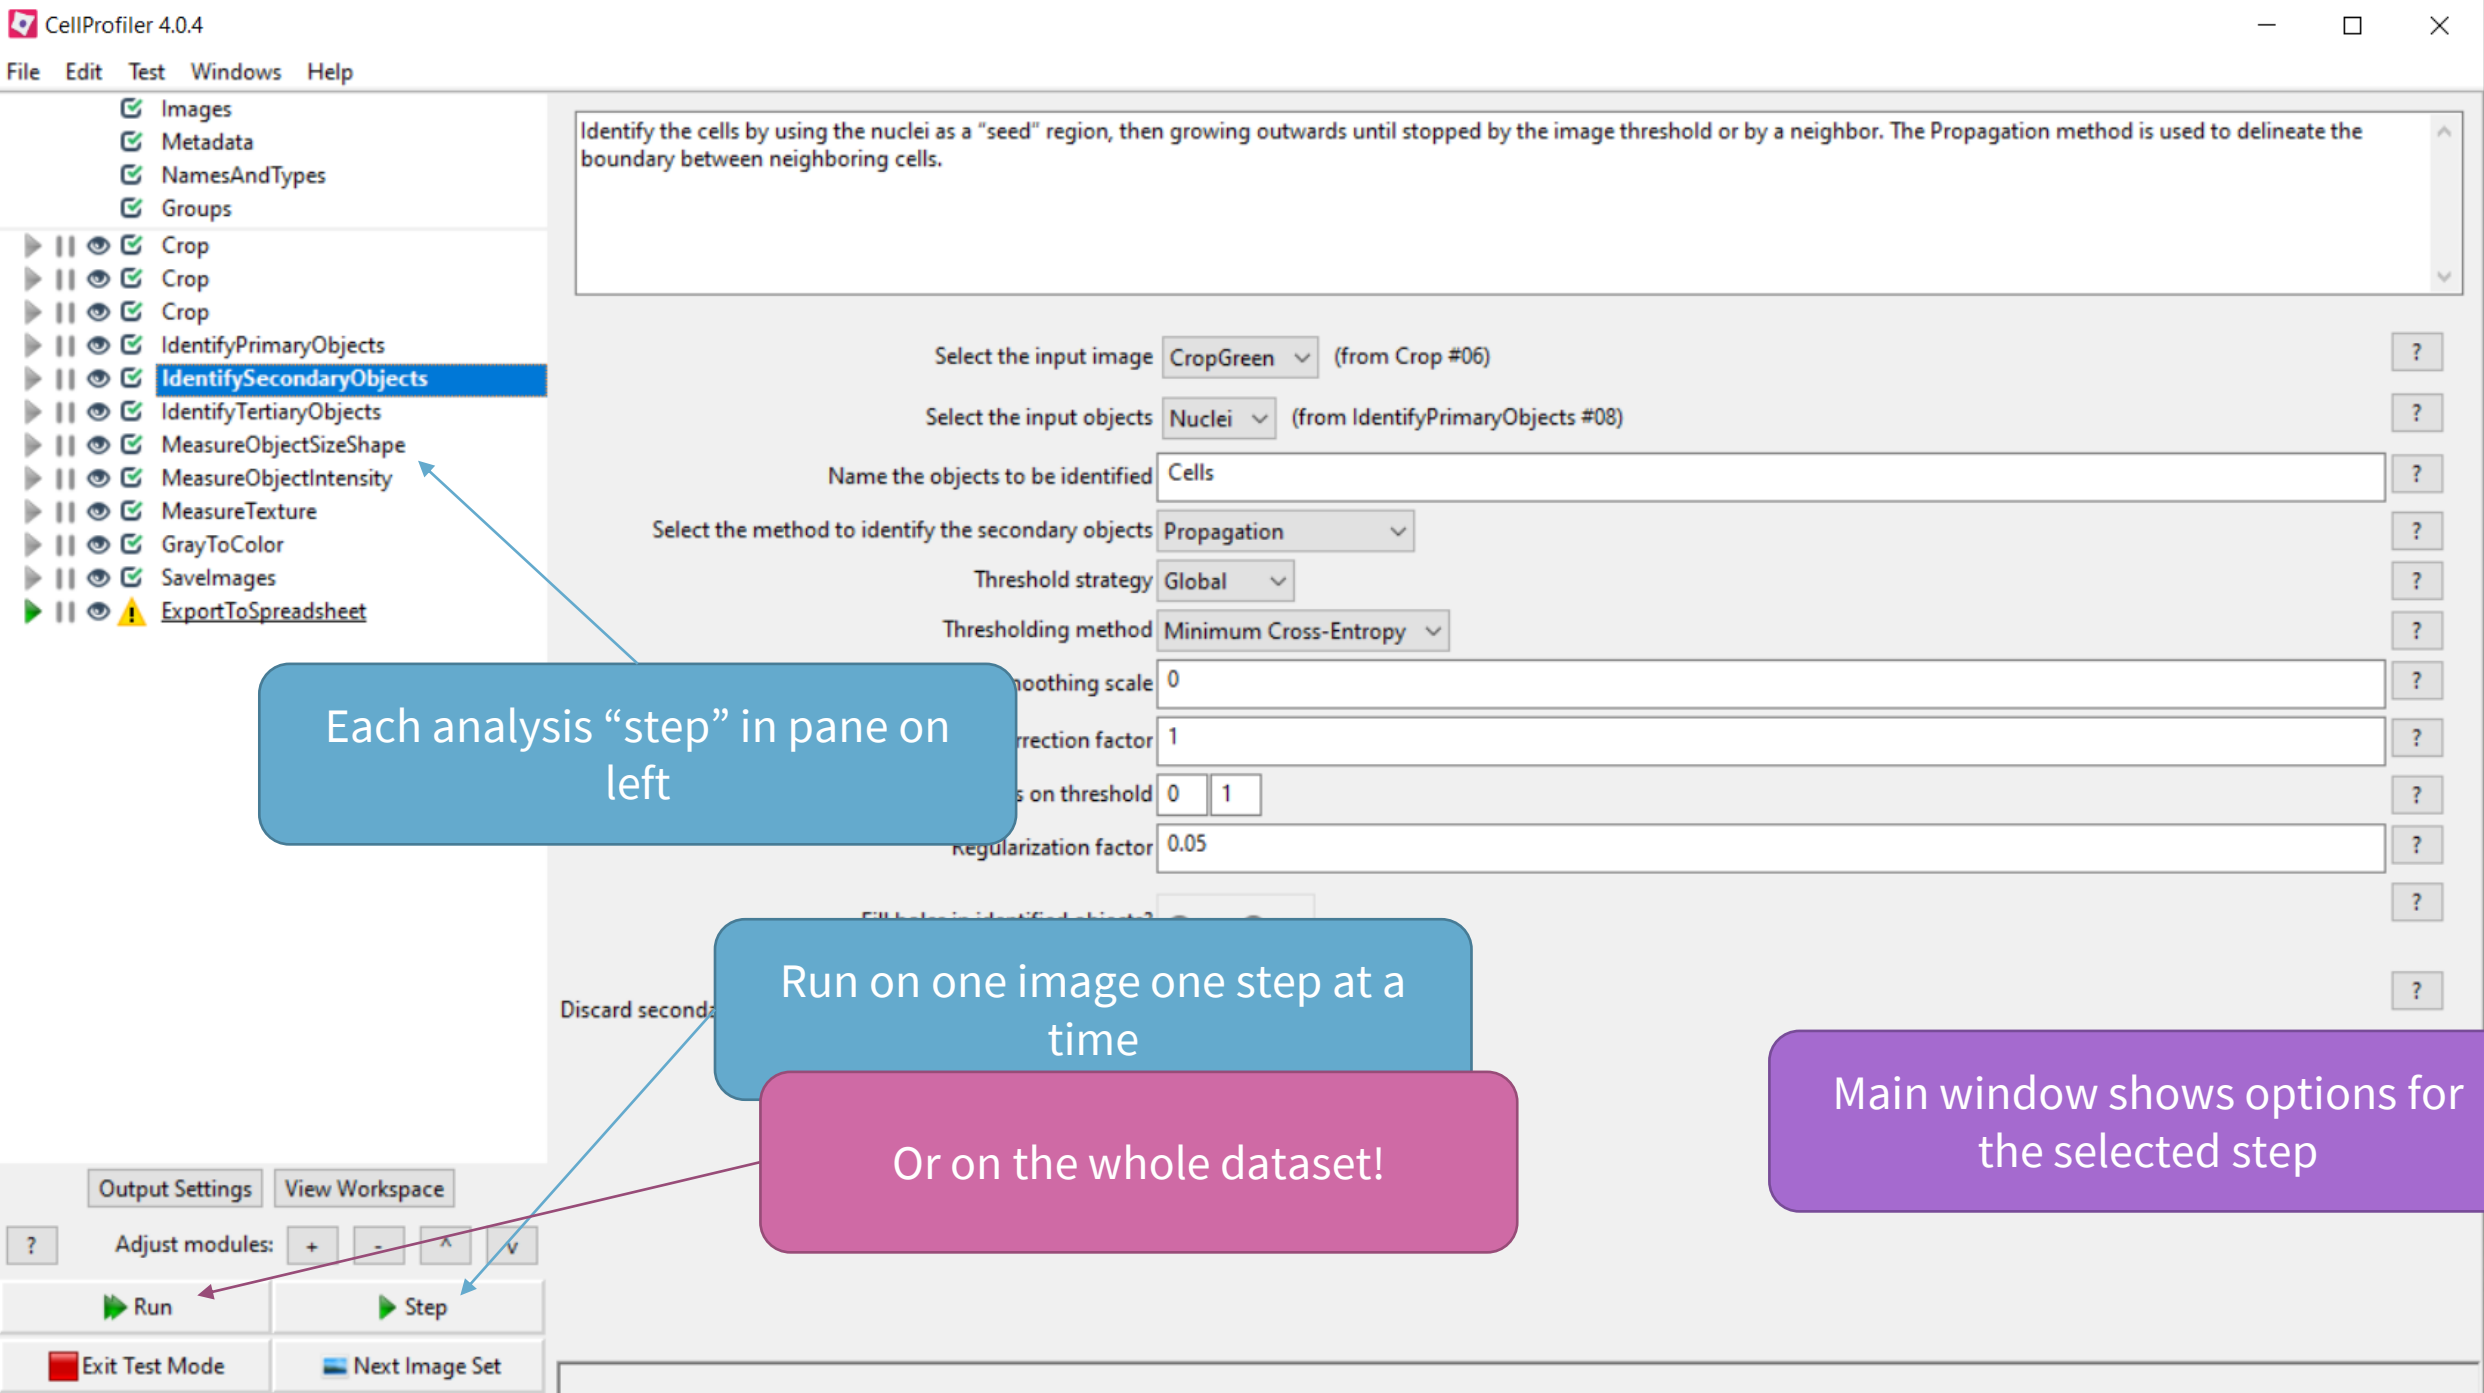 CellProfiler 4.0.4
File Edit Test Windows Help
Images
Metadata
NamesAndTypes
Groups
Crop
Crop
Crop
IdentifyPrimaryObjects
IdentifySecondaryObjects
IdentifyTertiaryObjects
MeasureObjectSizeShape
MeasureObjectIntensity
MeasureTexture
GrayToColor
SaveImages
ExportToSpreadsheet
Identify the cells by using the nuclei as a “seed” region, then growing outwards until stopped by the image threshold or by a neighbor. The Propagation method is used to delineate the
boundary between neighboring cells.
Select the input image CropGreen (from Crop #06) ?
Select the input objects Nuclei (from IdentifyPrimaryObjects #08) ?
Name the objects to be identified Cells ?
Select the method to identify the secondary objects Propagation ?
Threshold strategy Global ?
Thresholding method Minimum Cross-Entropy ?
scale 0 ?
factor 1 ?
on threshold 0 1 ?
Regularization factor 0.05 ?
?
Discard ?
Each analysis “step” in pane on
left
Run on one image one step at a
time
Or on the whole dataset!
Main window shows options for
the selected step
Output Settings View Workspace
? Adjust modules: + - ^ v
Run Step
Exit Test Mode Next Image Set